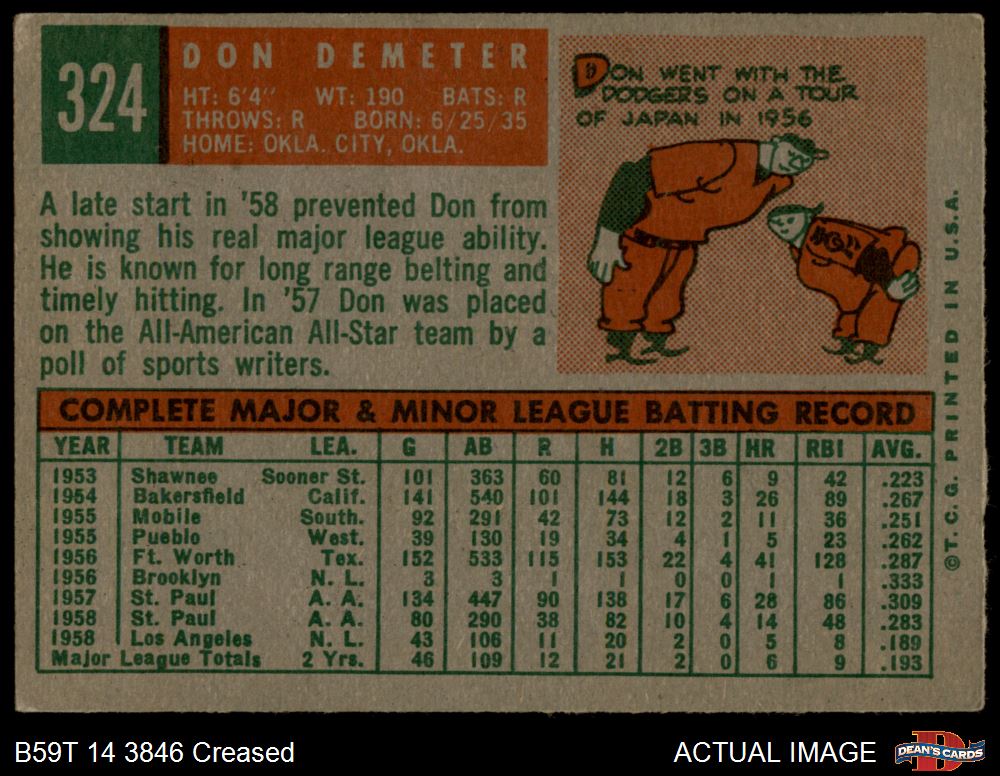 324
DON DEMETER
HT: 6'4" WT: 190 BATS: R
THROWS: R BORN: 6/25/35
HOME: OKLA. CITY, OKLA.
DON WENT WITH THE
DODGERS ON A TOUR
OF JAPAN IN 1956
A late start in '58 prevented Don from
showing his real major league ability.
He is known for long range belting and
timely hitting. In '57 Don was placed
on the All-American All-Star team by a
poll of sports writers.
COMPLETE MAJOR & MINOR LEAGUE BATTING RECORD
YEAR TEAM LEA. G AB R H 2B 3B HR RBI AVG.
1953 Shawnee Sooner St. 101 363 60 81 12 6 9 42 .223
1954 Bakersfield Calif. 141 540 101 144 18 3 26 89 .267
1955 Mobile South. 92 291 42 73 12 2 11 36 .251
1955 Pueblo West. 39 130 19 34 4 1 5 23 .262
1956 Ft. Worth Tex. 152 533 115 153 22 4 41 128 .287
1956 Brooklyn N. L. 3 3 1 1 0 0 1 1 .333
1957 St. Paul A. A. 134 447 90 138 17 6 28 86 .309
1958 St. Paul A. A. 80 290 38 82 10 4 14 48 .283
1958 Los Angeles N. L. 43 106 11 20 2 0 5 8 .189
Major League Totals 2 Yrs. 46 109 12 21 2 0 6 9 .193
© T. C. G. PRINTED IN U.S.A.
B59T 14 3846 Creased
ACTUAL IMAGE
DEAN'S CARDS